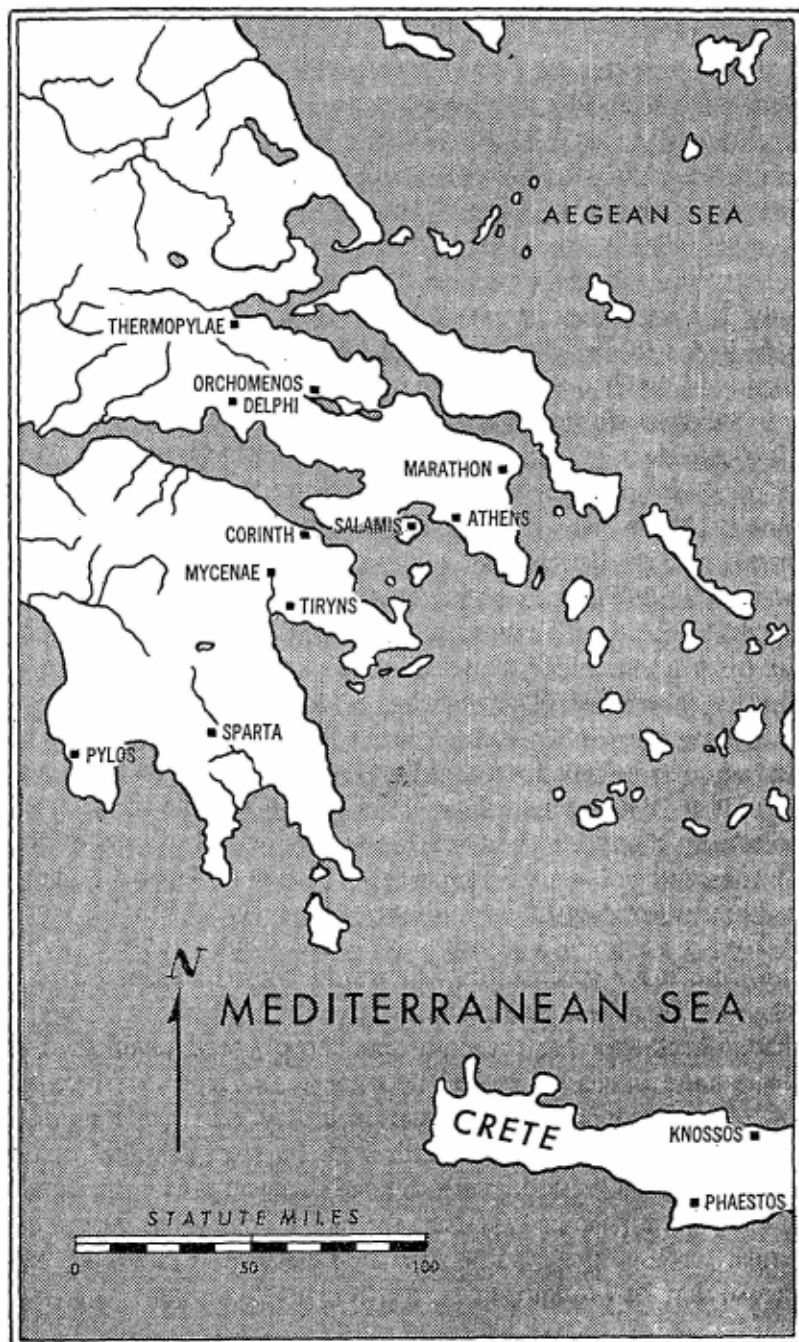 AEGEAN SEA
THERMOPYLAE
ORCHOMENOS
DELPHI
MARATHON
SALAMIS
ATHENS
CORINTH
MYCENAE
TIRYNS
SPARTA
PYLOS
N
MEDITERRANEAN SEA
CRETE
KNOSSOS
PHAESTOS
STATUTE MILES
0 50 100